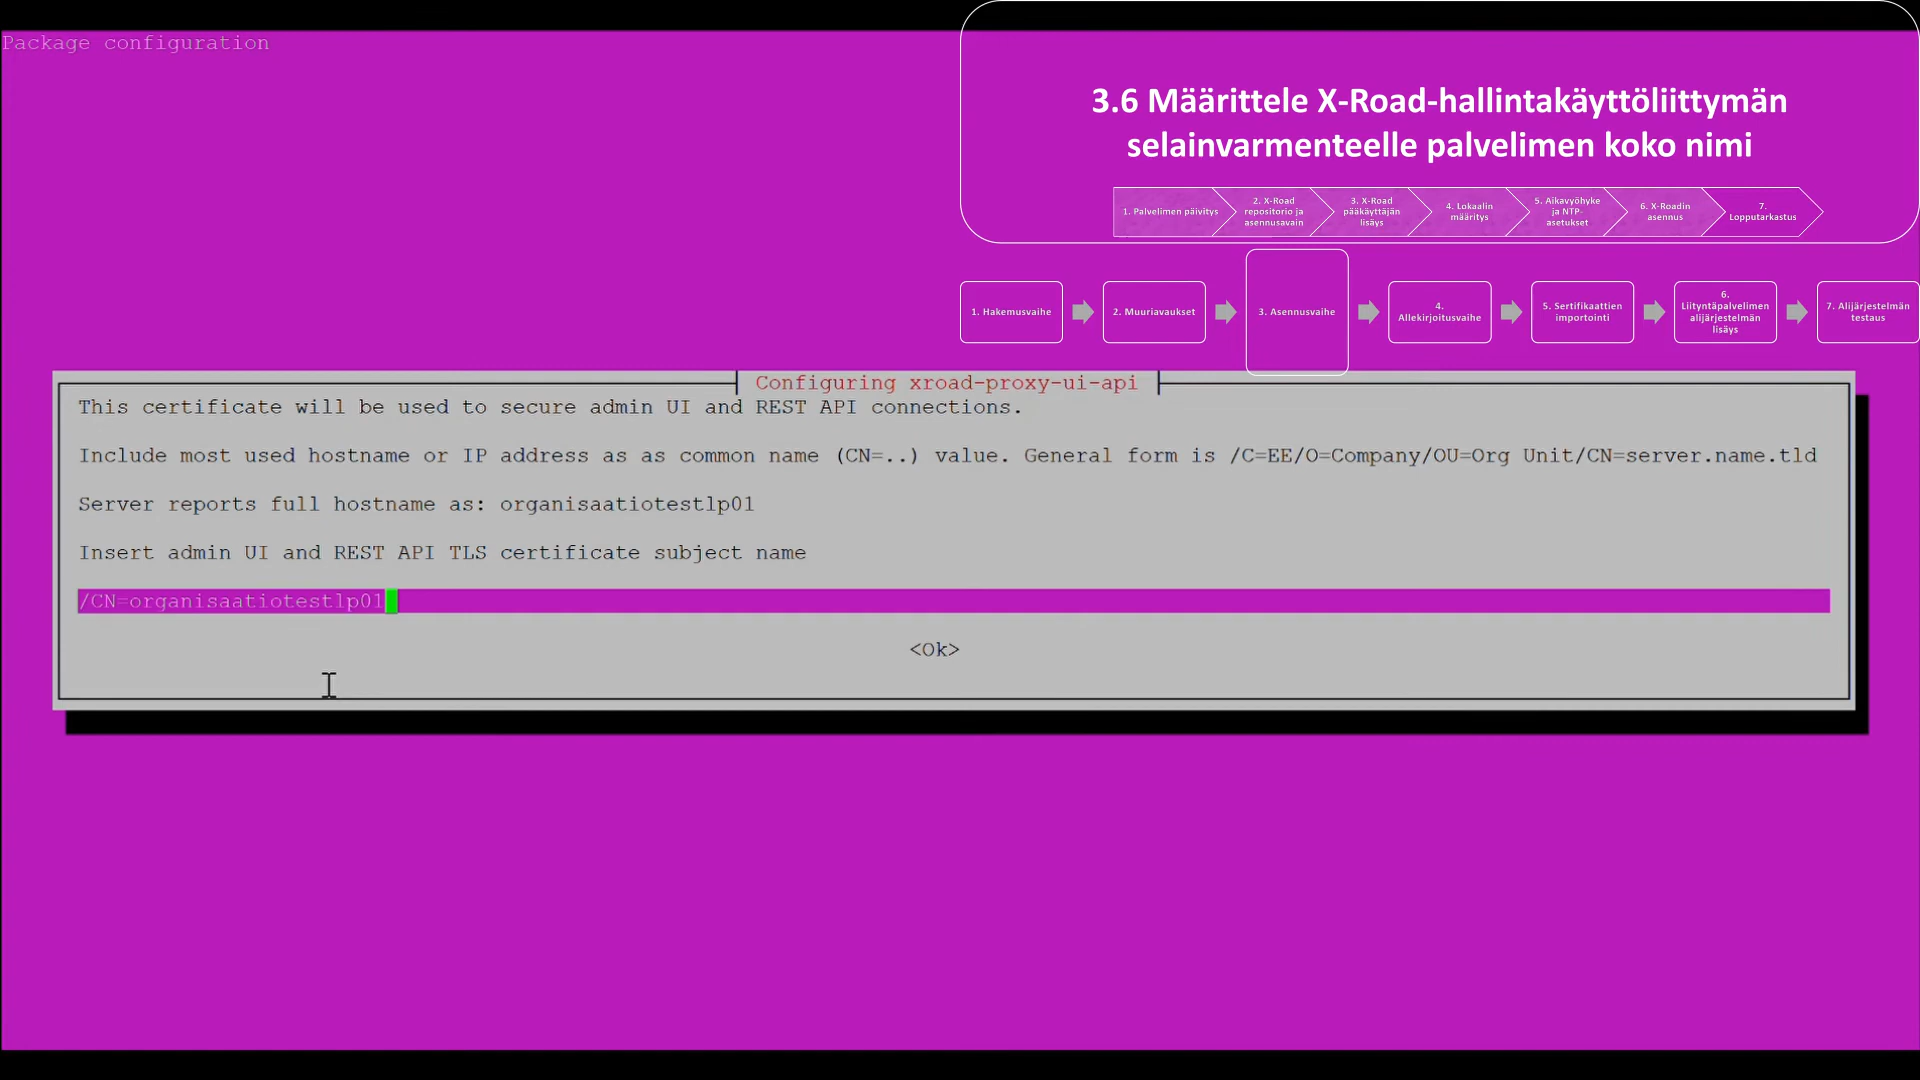 Package configuration
3.6 Määrittele X-Road-hallintakäyttöliittymän
selainvarmenteelle palvelimen koko nimi
1. Palvelimen päivitys
2. X-Road
repositorio ja
asennusavain
3. X-Road
pääkäyttäjän
lisäys
4. Lokaalin
määritys
5. Aikavyöhyke
ja NTP-
asetukset
6. X-Roadin
asennus
7.
Lopputarkastus
1. Hakemusvaihe
2. Muuriavaukset
3. Asennusvaihe
4.
Allekirjoitusvaihe
5. Sertifikaattien
importointi
6.
Liityntäpalvelimen
alijärjestelmän
lisäys
7. Alijärjestelmän
testaus
Configuring xroad-proxy-ui-api
This certificate will be used to secure admin UI and REST API connections.
Include most used hostname or IP address as as common name (CN=..) value. General form is /C=EE/O=Company/OU=Org Unit/CN=server.name.tld
Server reports full hostname as: organisaatiotestlp01
Insert admin UI and REST API TLS certificate subject name
/CN=organisaatiotestlp01
<Ok>